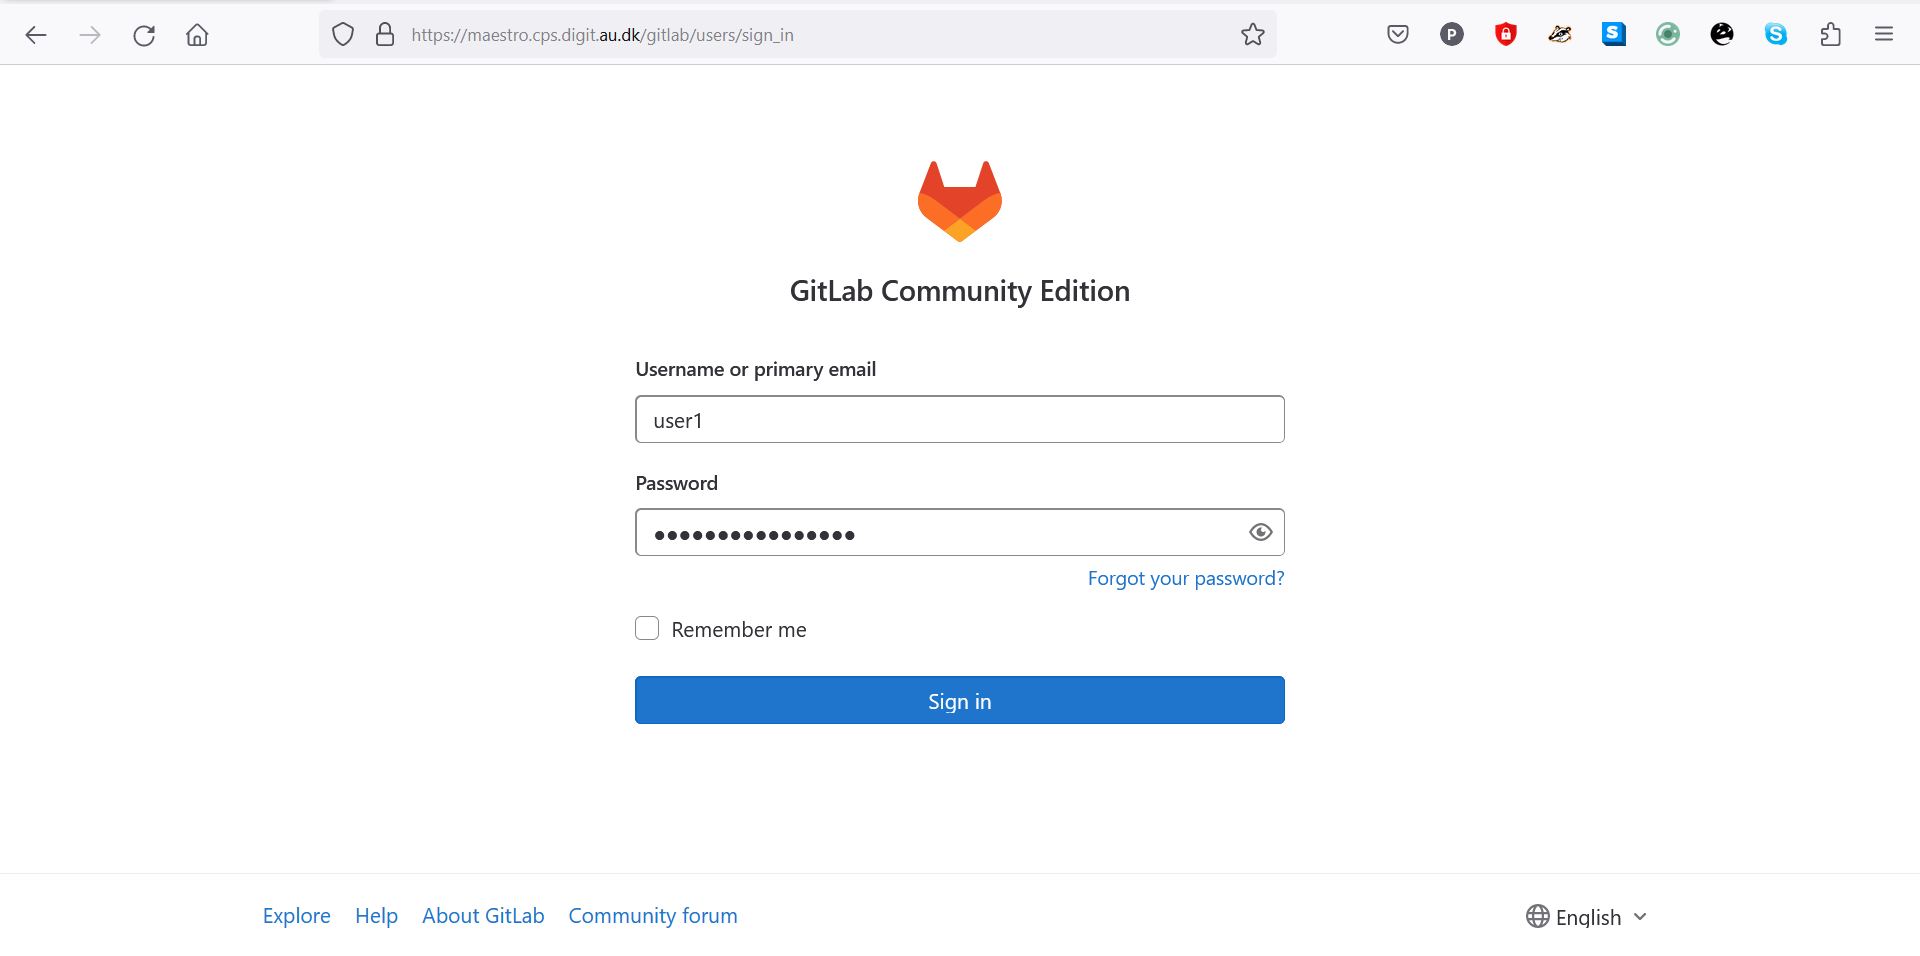 https://maestro.cps.digit.au.dk/gitlab/users/sign_in
P
S
S
GitLab Community Edition
Username or primary email
user1
Password
●●●●●●●●●●●●●●●●
Forgot your password?
Remember me
Sign in
Explore Help About GitLab Community forum
English